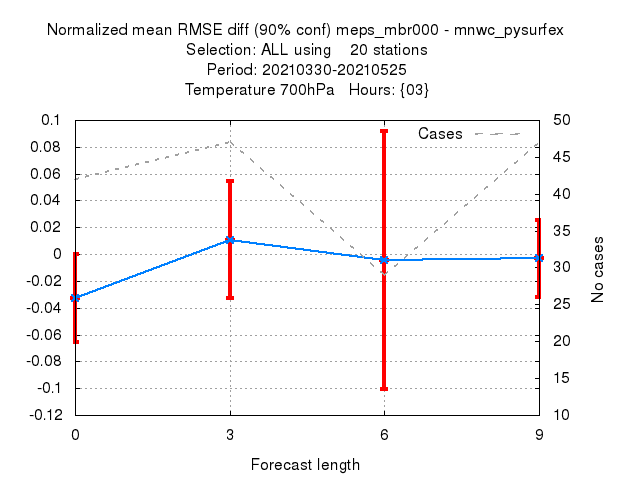 Normalized mean RMSE diff (90% conf) meps_mbr000 - mnwc_pysurfex
Selection: ALL using    20 stations
Period: 20210330-20210525
Temperature 700hPa   Hours: {03}
Cases
0.1
0.08
0.06
0.04
0.02
0
-0.02
-0.04
-0.06
-0.08
-0.1
-0.12
50
45
40
35
30
25
20
15
10
No cases
0 3 6 9
Forecast length